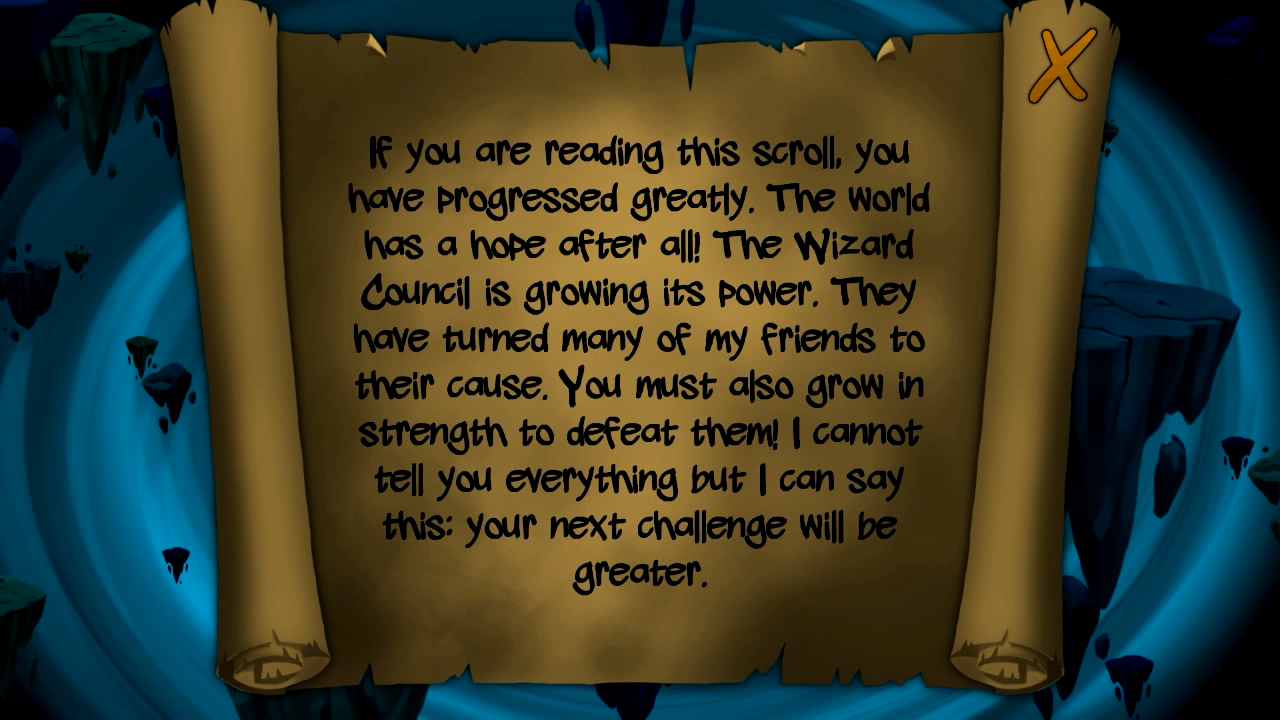 If you are reading this scroll, you
have progressed greatly. The world
has a hope after all! The Wizard
Council is growing its power. They
have turned many of my friends to
their cause. You must also grow in
strength to defeat them! I cannot
tell you everything but I can say
this: your next challenge will be
greater.